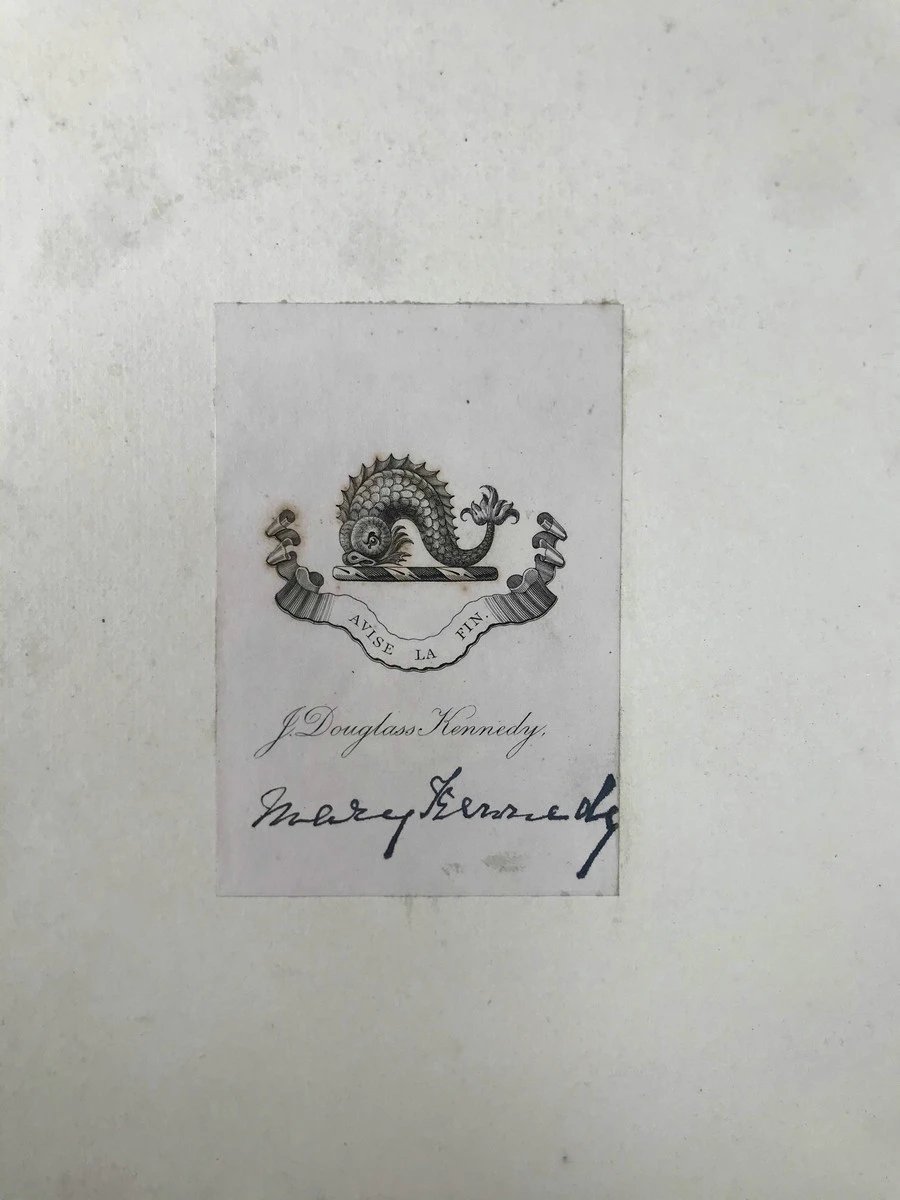 AVISE LA FIN.
J. Douglass Kennedy,
Mary Kennedy